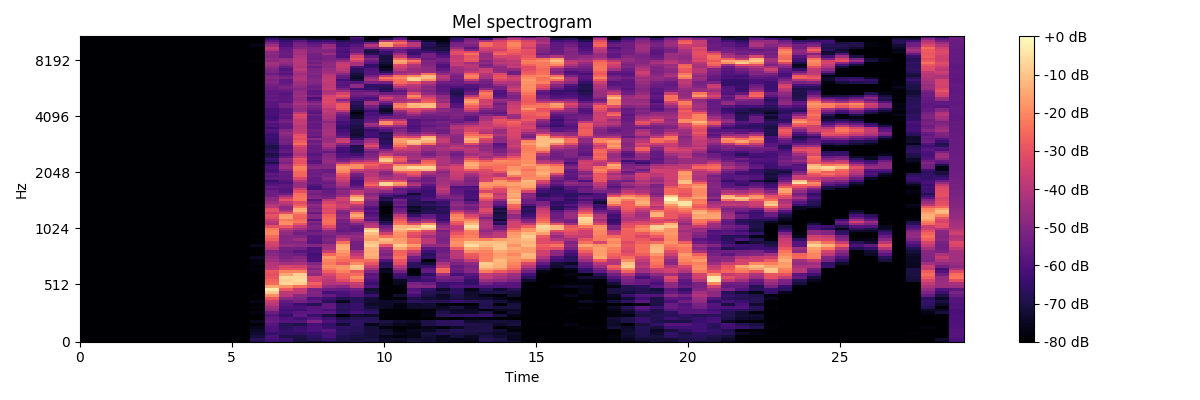 Mel spectrogram
8192
4096
2048
1024
512
0
Hz
0 5 10 15 20 25
Time
+0 dB
-10 dB
-20 dB
-30 dB
-40 dB
-50 dB
-60 dB
-70 dB
-80 dB